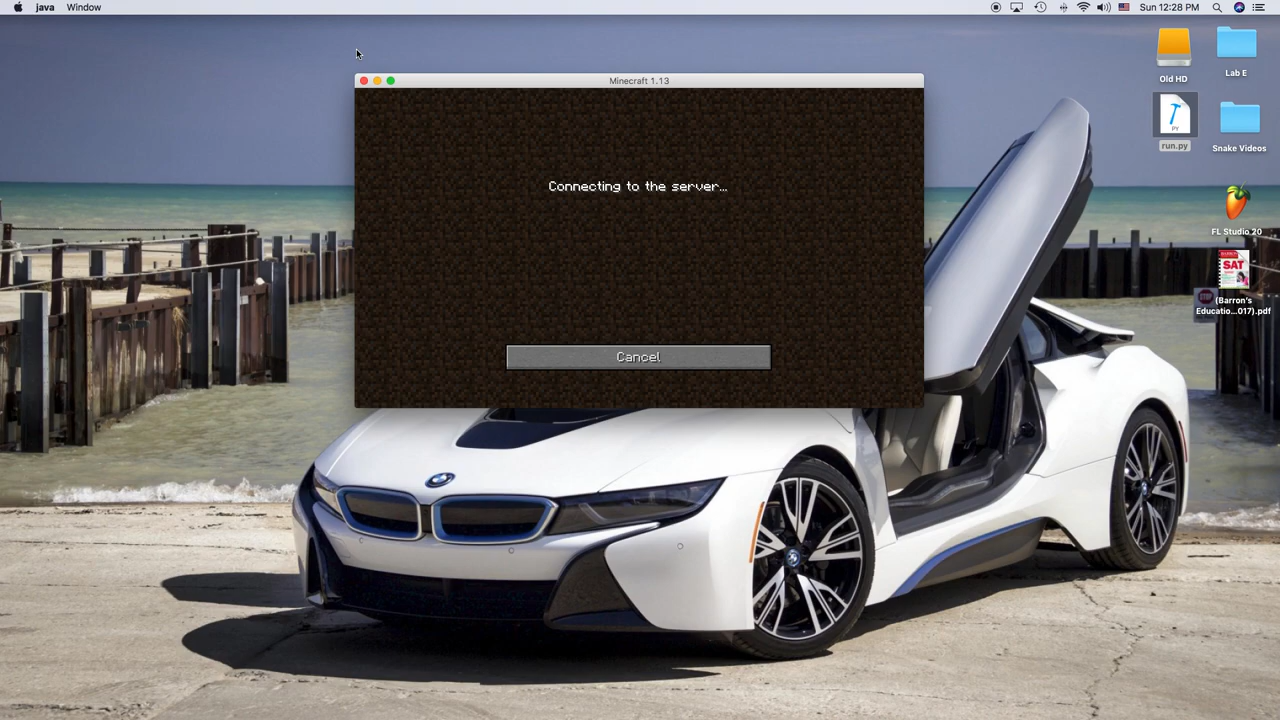 java Window
Sun 12:28 PM
Minecraft 1.13
Connecting to the server...
Cancel
Old HD
Lab E
PY
run.py
Snake Videos
FL Studio 20
SAT
(Barron's
Educatio...017).pdf